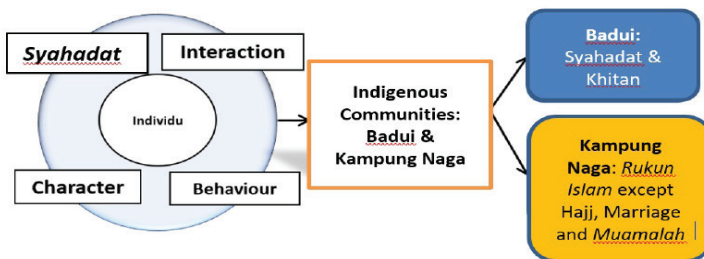 Syahadat
Interaction
Individu
Character
Behaviour
Indigenous
Communities:
Badui &
Kampung Naga
Badui:
Syahadat &
Khitan
Kampung
Naga: Rukun
Islam except
Hajj, Marriage
and Muamalah